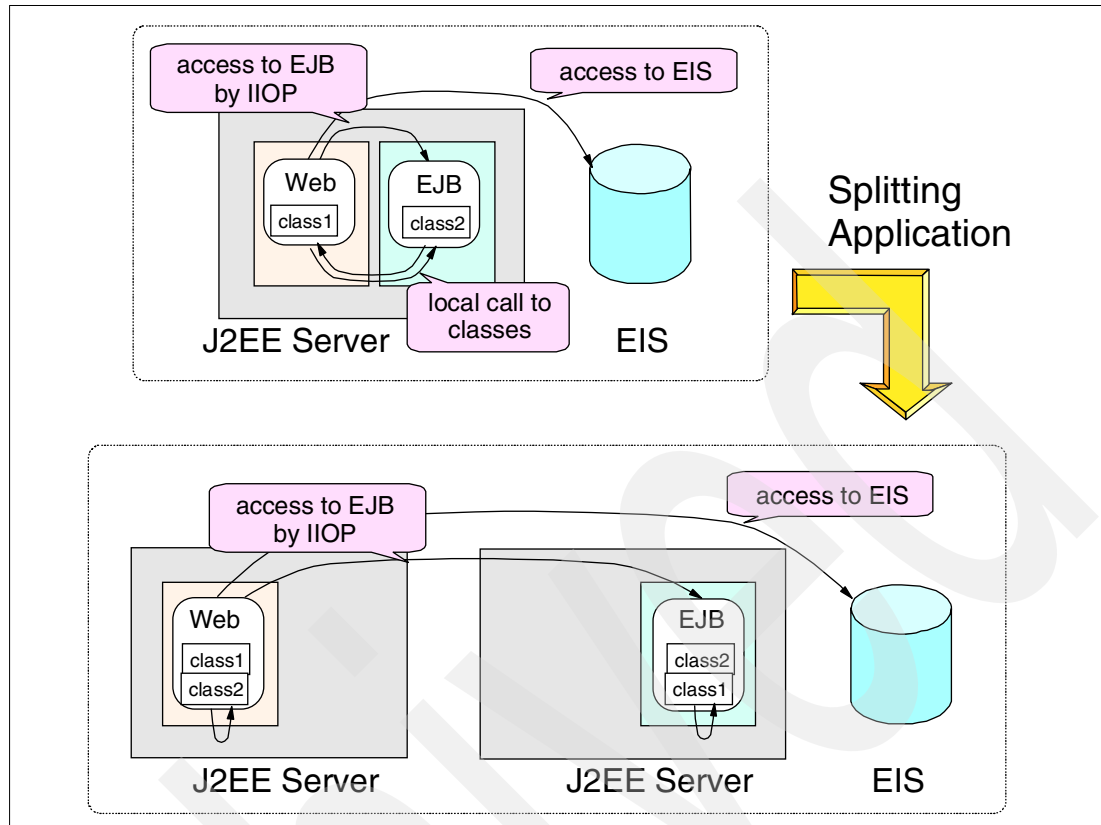 access to EJB
by IIOP
access to EIS
Web
class1
EJB
class2
local call to
classes
J2EE Server
EIS
Splitting
Application
access to EJB
by IIOP
access to EIS
Web
class1
class2
EJB
class2
class1
J2EE Server
J2EE Server
EIS